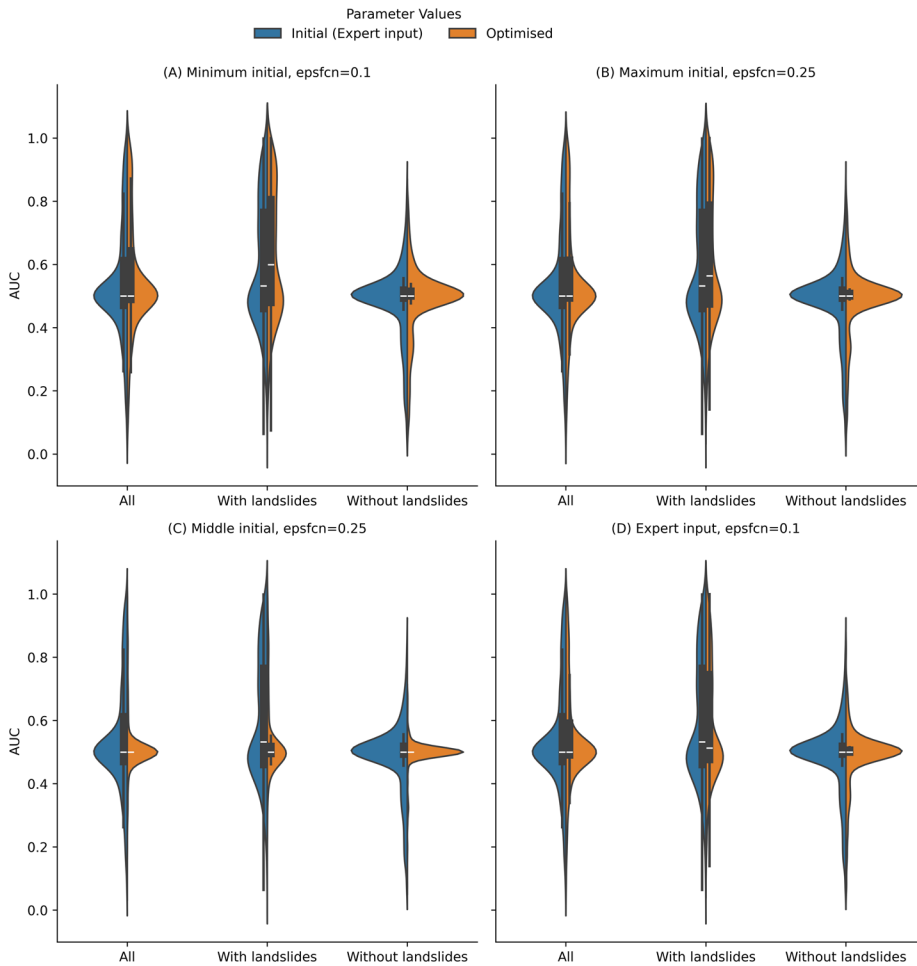 Parameter Values
Initial (Expert input) Optimised
(A) Minimum initial, epsfcn=0.1
(B) Maximum initial, epsfcn=0.25
AUC
1.0
0.8
0.6
0.4
0.2
0.0
All With landslides Without landslides
All With landslides Without landslides
(C) Middle initial, epsfcn=0.25
(D) Expert input, epsfcn=0.1
AUC
1.0
0.8
0.6
0.4
0.2
0.0
All With landslides Without landslides
All With landslides Without landslides